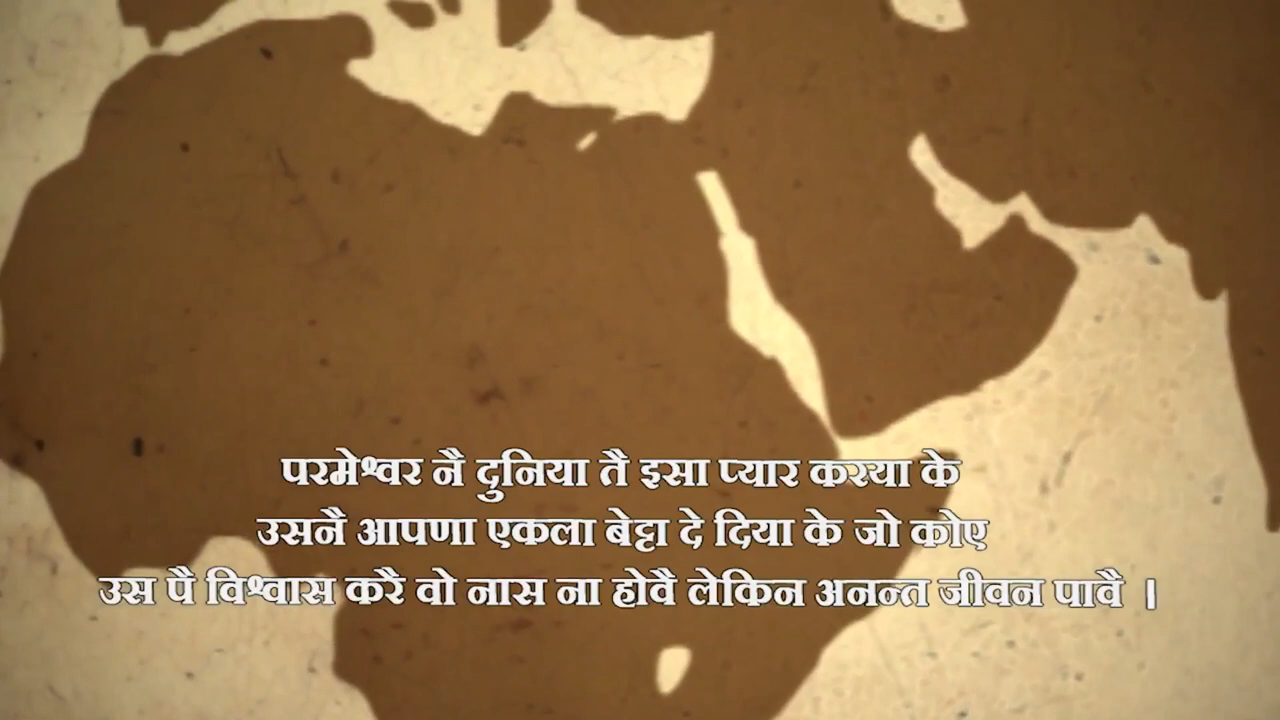 परमेश्वर नै दुनिया तै इसा प्यार करया के
उसनै आपणा एकला बेट्टा दे दिया के जो कोए
उस पै विश्वास करै वो नास ना होवै लेकिन अनन्त जीवन पावै ।